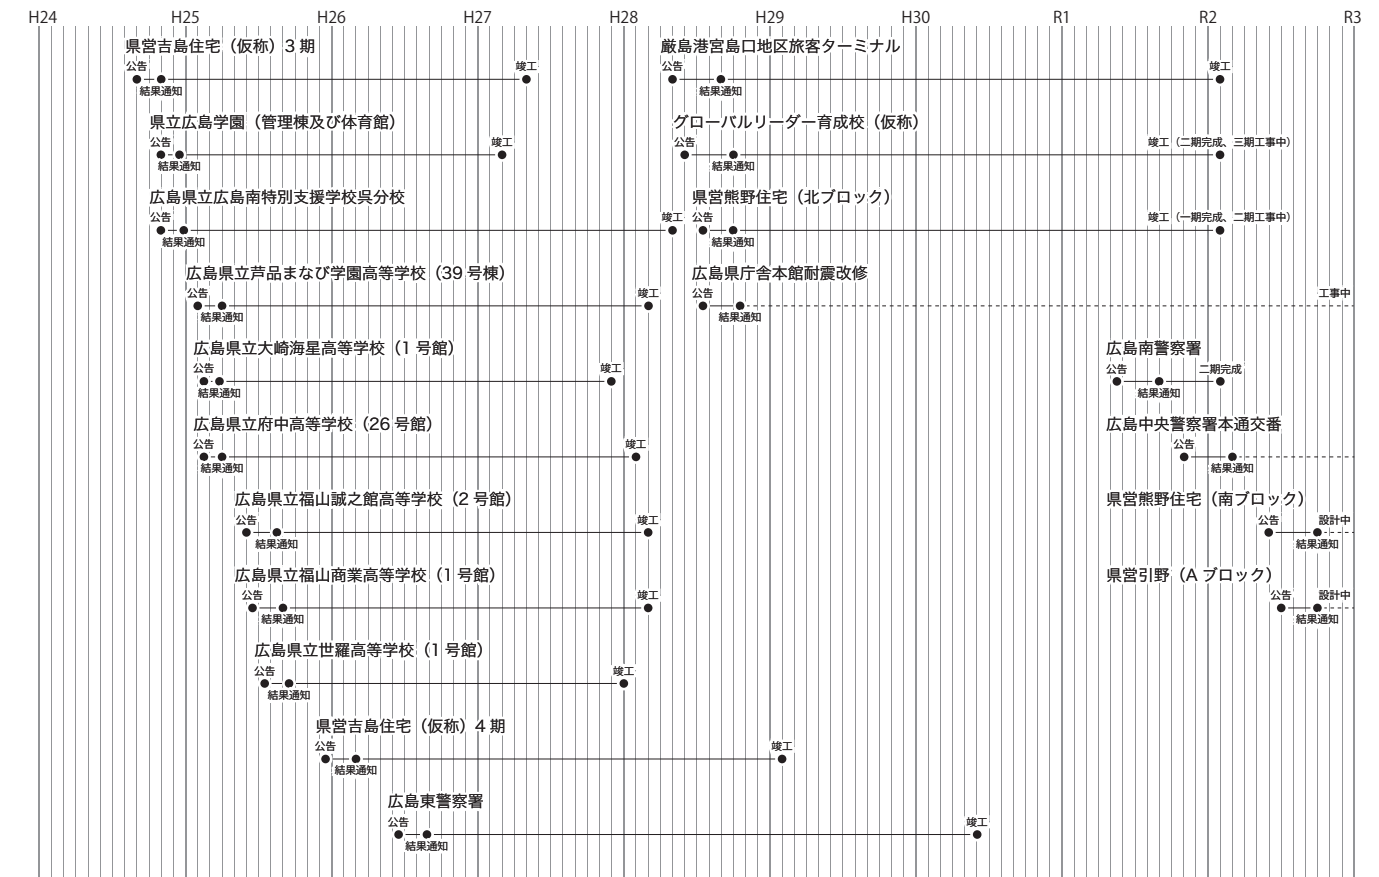 H24 H25 H26 H27 H28 H29 H30 R1 R2 R3
県営吉島住宅（仮称）3 期
公告
結果通知
竣工
県立広島学園（管理棟及び体育館）
公告
結果通知
竣工
広島県立広島南特別支援学校呉分校
公告
結果通知
竣工
広島県立芦品まなび学園高等学校（39 号棟）
公告
結果通知
竣工
広島県立大崎海星高等学校（1 号館）
公告
結果通知
竣工
広島県立府中高等学校（26 号館）
公告
結果通知
竣工
広島県立福山誠之館高等学校（2 号館）
公告
結果通知
竣工
広島県立福山商業高等学校（1 号館）
公告
結果通知
竣工
広島県立世羅高等学校（1 号館）
公告
結果通知
竣工
県営吉島住宅（仮称）4 期
公告
結果通知
竣工
広島東警察署
公告
結果通知
竣工
厳島港宮島口地区旅客ターミナル
公告
結果通知
竣工
グローバルリーダー育成校（仮称）
公告
結果通知
竣工（二期完成、三期工事中）
県営熊野住宅（北ブロック）
公告
結果通知
竣工（一期完成、二期工事中）
広島県庁舎本館耐震改修
公告
結果通知
工事中
広島南警察署
公告
結果通知
二期完成
広島中央警察署本通交番
公告
結果通知
県営熊野住宅（南ブロック）
公告
結果通知
設計中
県営引野（A ブロック）
公告
結果通知
設計中